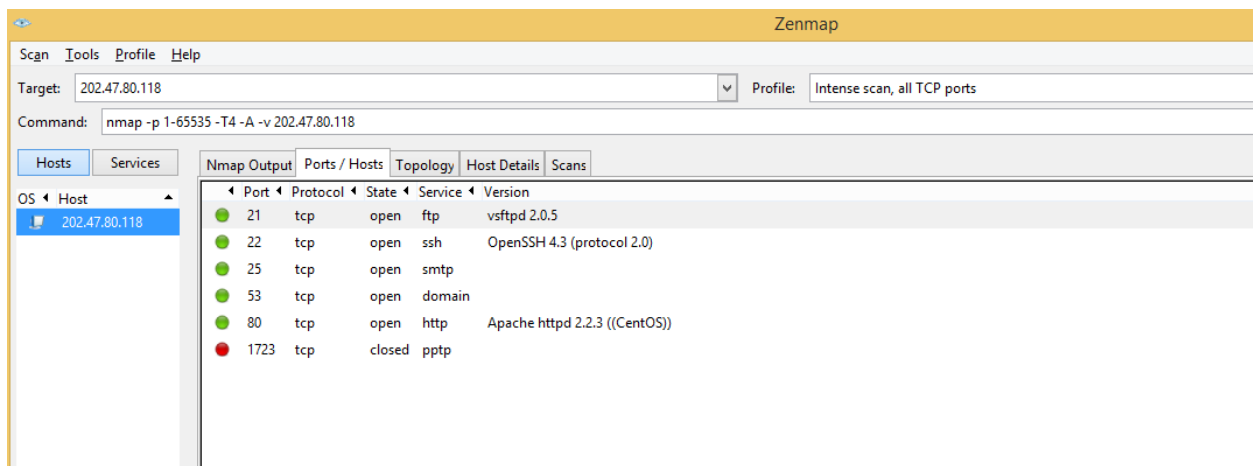 Zenmap
Scan Tools Profile Help
Target: 202.47.80.118 Profile: Intense scan, all TCP ports
Command: nmap -p 1-65535 -T4 -A -v 202.47.80.118
Hosts Services Nmap Output Ports / Hosts Topology Host Details Scans
OS Host Port Protocol State Service Version
202.47.80.118 21 tcp open ftp vsftpd 2.0.5
22 tcp open ssh OpenSSH 4.3 (protocol 2.0)
25 tcp open smtp
53 tcp open domain
80 tcp open http Apache httpd 2.2.3 ((CentOS))
1723 tcp closed pptp